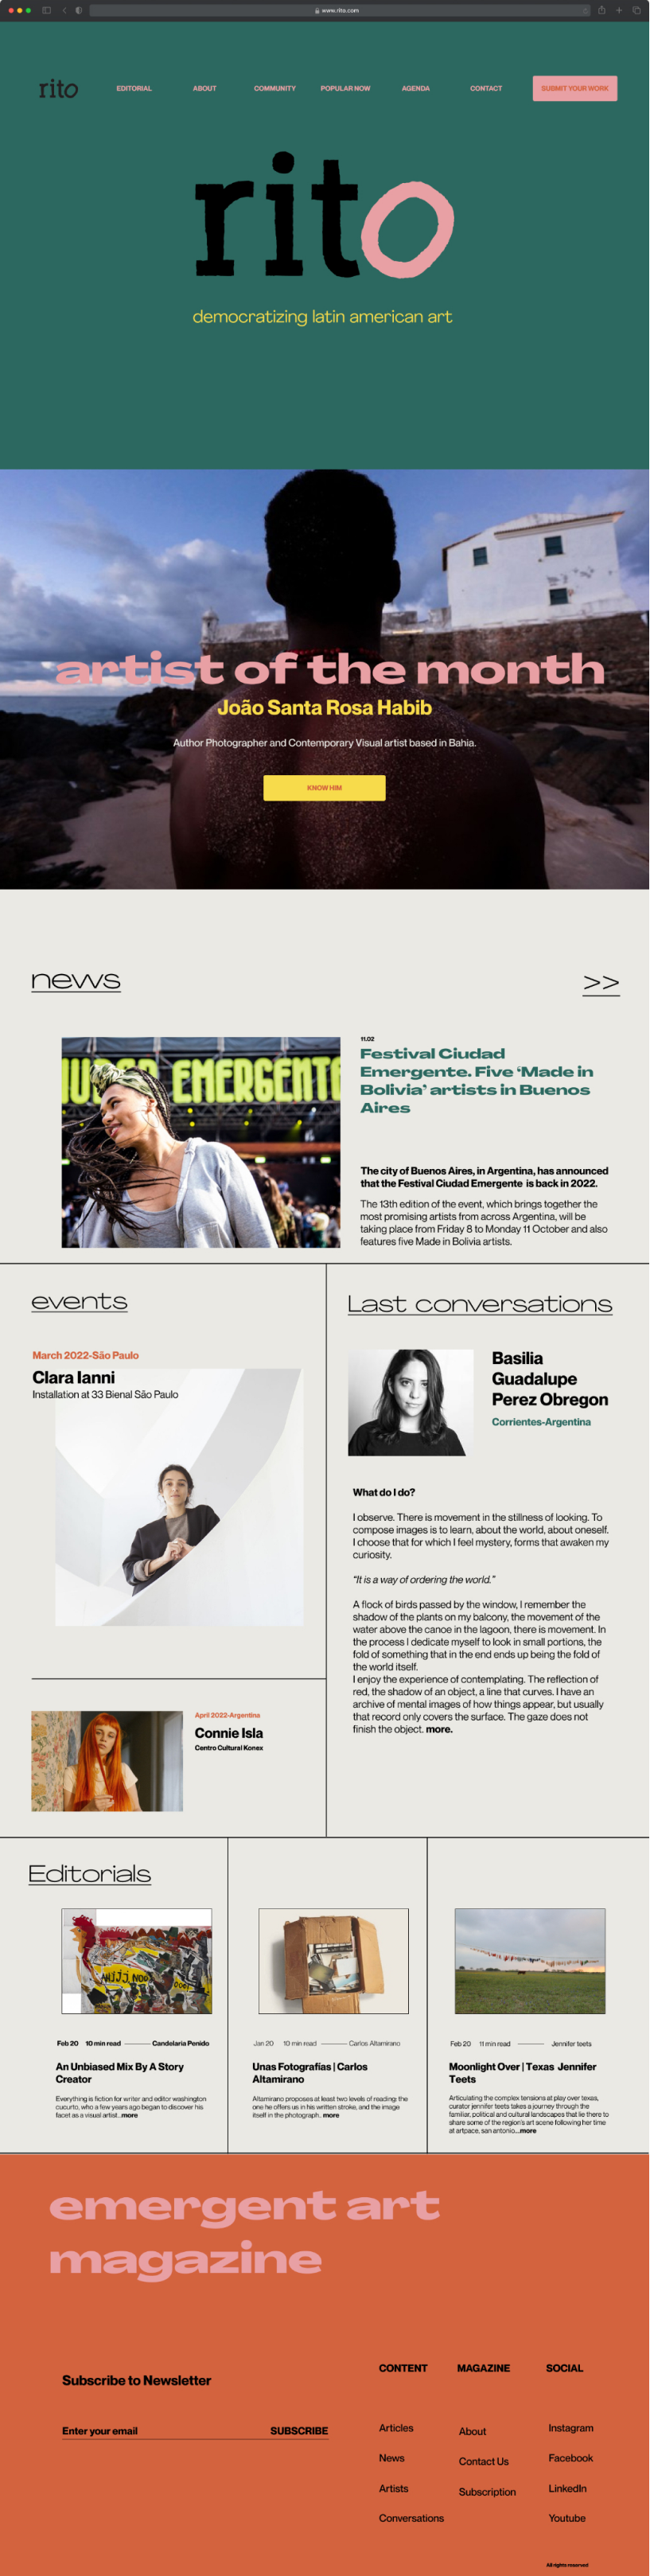 www.rito.com
rito
EDITORIAL
ABOUT
COMMUNITY
POPULAR NOW
AGENDA
CONTACT
SUBMIT YOUR WORK
rito
democratizing latin american art
artist of the month
João Santa Rosa Habib
Author Photographer and Contemporary Visual artist based in Bahia.
KNOW HIM
news
>>
EMERGENTE
11.02
Festival Ciudad
Emergente. Five ‘Made in
Bolivia’ artists in Buenos
Aires
The city of Buenos Aires, in Argentina, has announced
that the Festival Ciudad Emergente is back in 2022.
The 13th edition of the event, which brings together the
most promising artists from across Argentina, will be
taking place from Friday 8 to Monday 11 October and also
features five Made in Bolivia artists.
events
March 2022-São Paulo
Clara Ianni
Installation at 33 Bienal São Paulo
April 2022-Argentina
Connie Isla
Centro Cultural Konex
Last conversations
Basilia
Guadalupe
Perez Obregon
Corrientes-Argentina
What do I do?
I observe. There is movement in the stillness of looking. To
compose images is to learn, about the world, about oneself.
I choose that for which I feel mystery, forms that awaken my
curiosity.
“It is a way of ordering the world.”
A flock of birds passed by the window, I remember the
shadow of the plants on my balcony, the movement of the
water above the canoe in the lagoon, there is movement. In
the process I dedicate myself to look in small portions, the
fold of something that in the end ends up being the fold of
the world itself.
I enjoy the experience of contemplating. The reflection of
red, the shadow of an object, a line that curves. I have an
archive of mental images of how things appear, but usually
that record only covers the surface. The gaze does not
finish the object. more.
Editorials
Feb 20 10 min read Candelaria Penido
An Unbiased Mix By A Story
Creator
Everything is fiction for writer and editor washington
cucurto, who a few years ago began to discover his
facet as a visual artist...more
Jan 20 10 min read Carlos Altamirano
Unas Fotografías | Carlos
Altamirano
Altamirano proposes at least two levels of reading: the
one he offers us in his written stroke, and the image
itself in the photograph.. more
Feb 20 11 min read Jennifer teets
Moonlight Over | Texas Jennifer
Teets
Articulating the complex tensions at play over texas,
curator jennifer teets takes a journey through the
familiar, political and cultural landscapes that lie there to
share some of the region's art scene following her time
at artpace, san antonio...more
emergent art
magazine
Subscribe to Newsletter
Enter your email
SUBSCRIBE
CONTENT
Articles
News
Artists
Conversations
MAGAZINE
About
Contact Us
Subscription
SOCIAL
Instagram
Facebook
LinkedIn
Youtube
All rights reserved